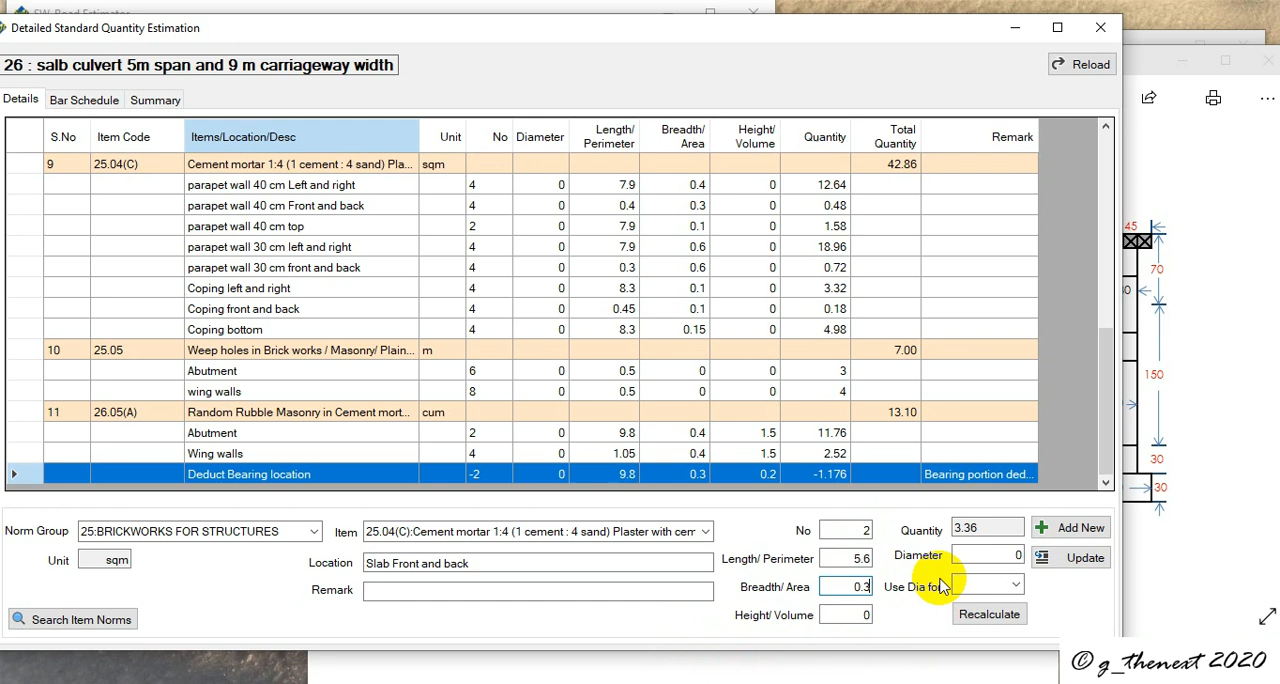 SW Road Estimator
Detailed Standard Quantity Estimation
26 : salb culvert 5m span and 9 m carriageway width
Reload
Details Bar Schedule Summary
S.No Item Code Items/Location/Desc Unit No Diameter Length/ Perimeter Breadth/ Area Height/ Volume Quantity Total Quantity Remark
9 25.04(C) Cement mortar 1:4 (1 cement : 4 sand) Pla... sqm 42.86
parapet wall 40 cm Left and right 4 0 7.9 0.4 0 12.64
parapet wall 40 cm Front and back 4 0 0.4 0.3 0 0.48
parapet wall 40 cm top 2 0 7.9 0.1 0 1.58
parapet wall 30 cm left and right 4 0 7.9 0.6 0 18.96
parapet wall 30 cm front and back 4 0 0.3 0.6 0 0.72
Coping left and right 4 0 8.3 0.1 0 3.32
Coping front and back 4 0 0.45 0.1 0 0.18
Coping bottom 4 0 8.3 0.15 0 4.98
10 25.05 Weep holes in Brick works / Masonry/ Plain... m 7.00
Abutment 6 0 0.5 0 0 3
wing walls 8 0 0.5 0 0 4
11 26.05(A) Random Rubble Masonry in Cement mort... cum 13.10
Abutment 2 0 9.8 0.4 1.5 11.76
Wing walls 4 0 1.05 0.4 1.5 2.52
Deduct Bearing location -2 0 9.8 0.3 0.2 -1.176 Bearing portion ded...
45
70
150
30
30
Norm Group 25:BRICKWORKS FOR STRUCTURES Item 25.04(C):Cement mortar 1:4 (1 cement : 4 sand) Plaster with cem No 2 Quantity 3.36 Add New
Unit sqm Location Slab Front and back Length/ Perimeter 5.6 Diameter 0 Update
Remark Breadth/ Area 0.3 Use Dia for
Search Item Norms Height/ Volume 0 Recalculate
© g_thenext 2020